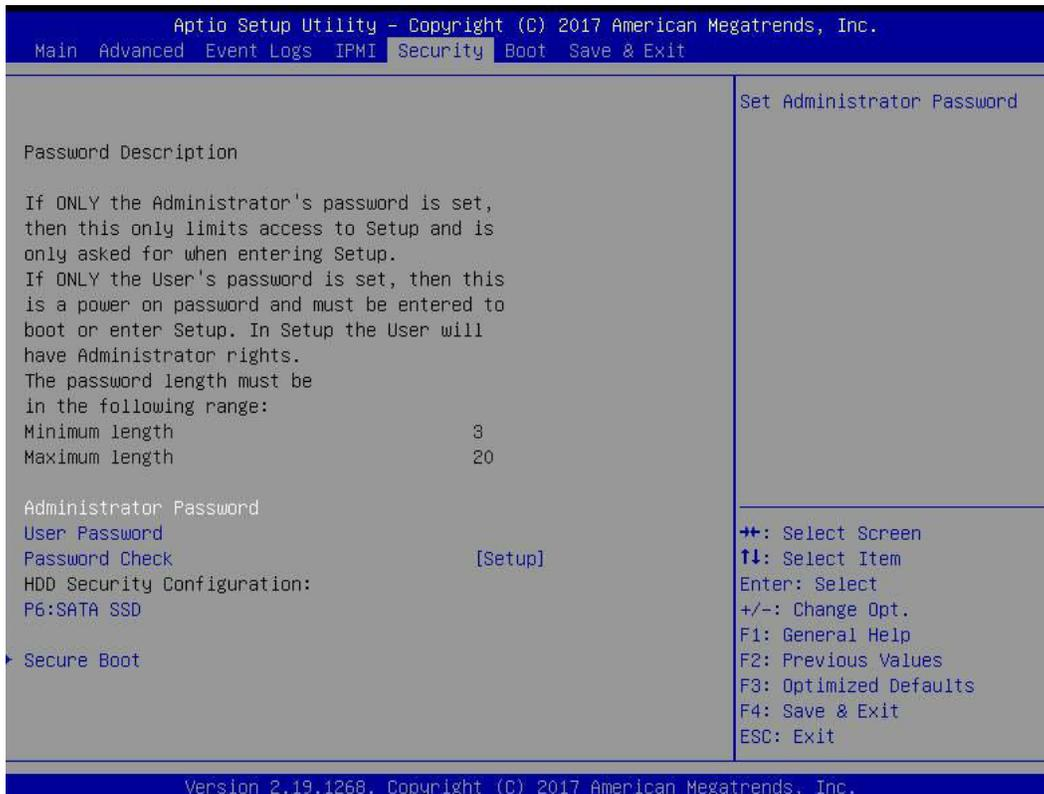 Aptio Setup Utility – Copyright (C) 2017 American Megatrends, Inc.
Main Advanced Event Logs IPMI Security Boot Save & Exit
Password Description
If ONLY the Administrator's password is set,
then this only limits access to Setup and is
only asked for when entering Setup.
If ONLY the User's password is set, then this
is a power on password and must be entered to
boot or enter Setup. In Setup the User will
have Administrator rights.
The password length must be
in the following range:
Minimum length 3
Maximum length 20
Administrator Password
User Password
Password Check [Setup]
HDD Security Configuration:
P6:SATA SSD
► Secure Boot
Set Administrator Password
→←: Select Screen
↑↓: Select Item
Enter: Select
+/-: Change Opt.
F1: General Help
F2: Previous Values
F3: Optimized Defaults
F4: Save & Exit
ESC: Exit
Version 2.19.1268. Copyright (C) 2017 American Megatrends, Inc.